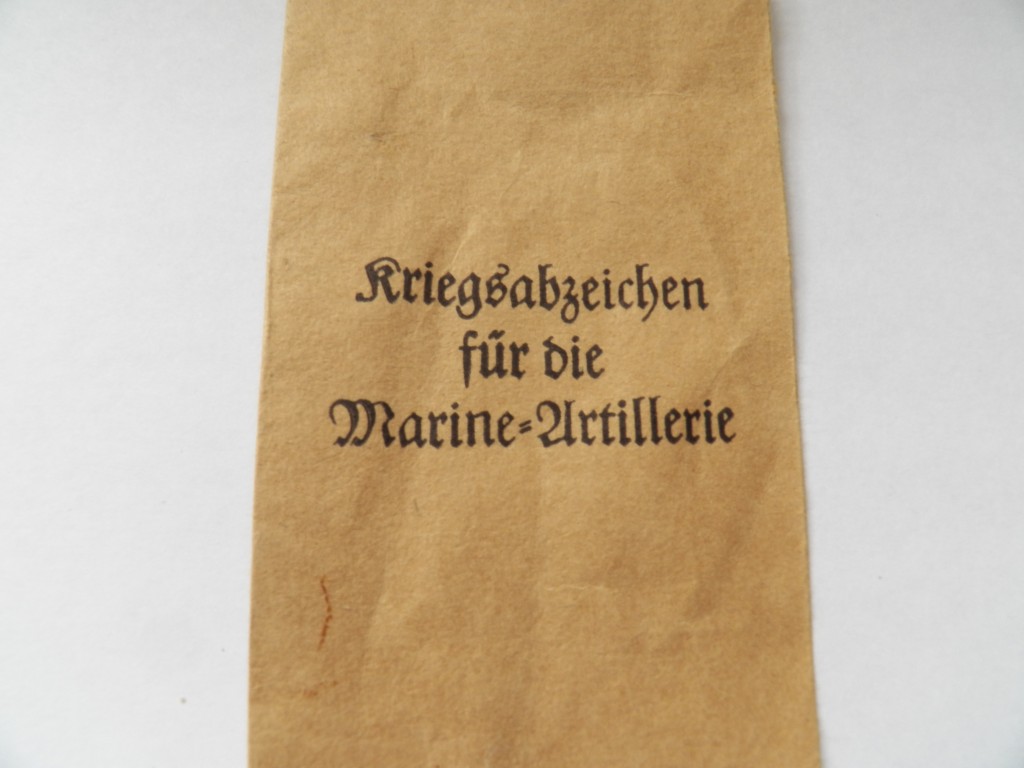 Kriegsabzeichen
für die
Marine-Artillerie